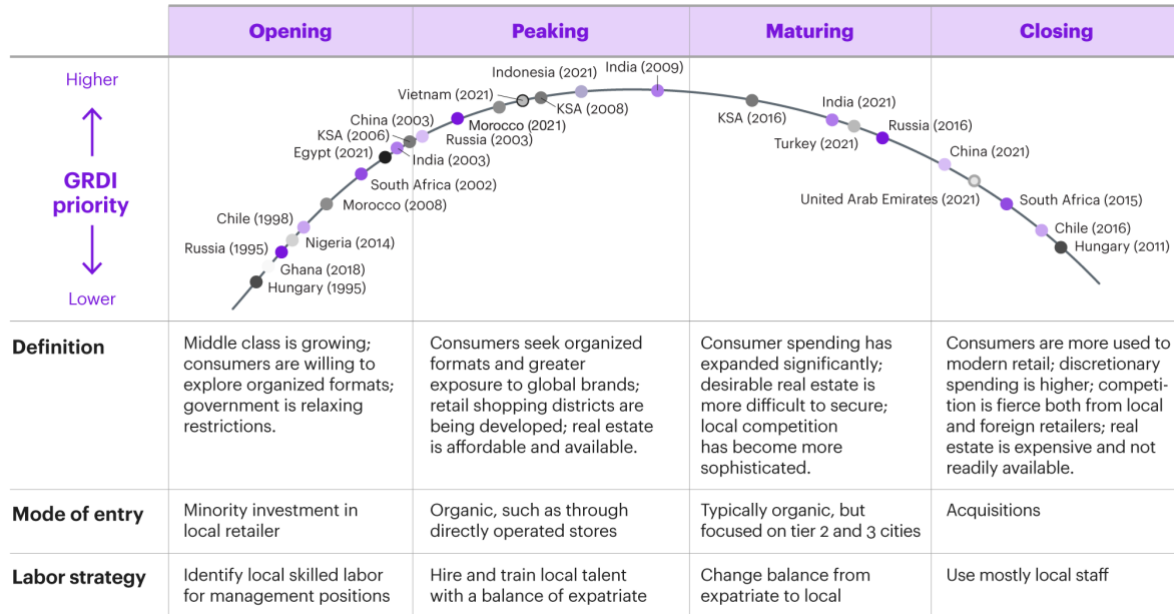 Opening
Peaking
Maturing
Closing
Higher
GRDI
priority
Lower
Indonesia (2021)
India (2009)
Vietnam (2021)
KSA (2008)
China (2003)
Morocco (2021)
KSA (2006)
Russia (2003)
Egypt (2021)
India (2003)
South Africa (2002)
Morocco (2008)
Chile (1998)
Nigeria (2014)
Russia (1995)
Ghana (2018)
Hungary (1995)
KSA (2016)
India (2021)
Turkey (2021)
Russia (2016)
China (2021)
United Arab Emirates (2021)
South Africa (2015)
Chile (2016)
Hungary (2011)
Definition
Middle class is growing;
consumers are willing to
explore organized formats;
government is relaxing
restrictions.
Consumers seek organized
formats and greater
exposure to global brands;
retail shopping districts are
being developed; real estate
is affordable and available.
Consumer spending has
expanded significantly;
desirable real estate is
more difficult to secure;
local competition
has become more
sophisticated.
Consumers are more used to
modern retail; discretionary
spending is higher; competi-
tion is fierce both from local
and foreign retailers; real
estate is expensive and not
readily available.
Mode of entry
Minority investment in
local retailer
Organic, such as through
directly operated stores
Typically organic, but
focused on tier 2 and 3 cities
Acquisitions
Labor strategy
Identify local skilled labor
for management positions
Hire and train local talent
with a balance of expatriate
Change balance from
expatriate to local
Use mostly local staff